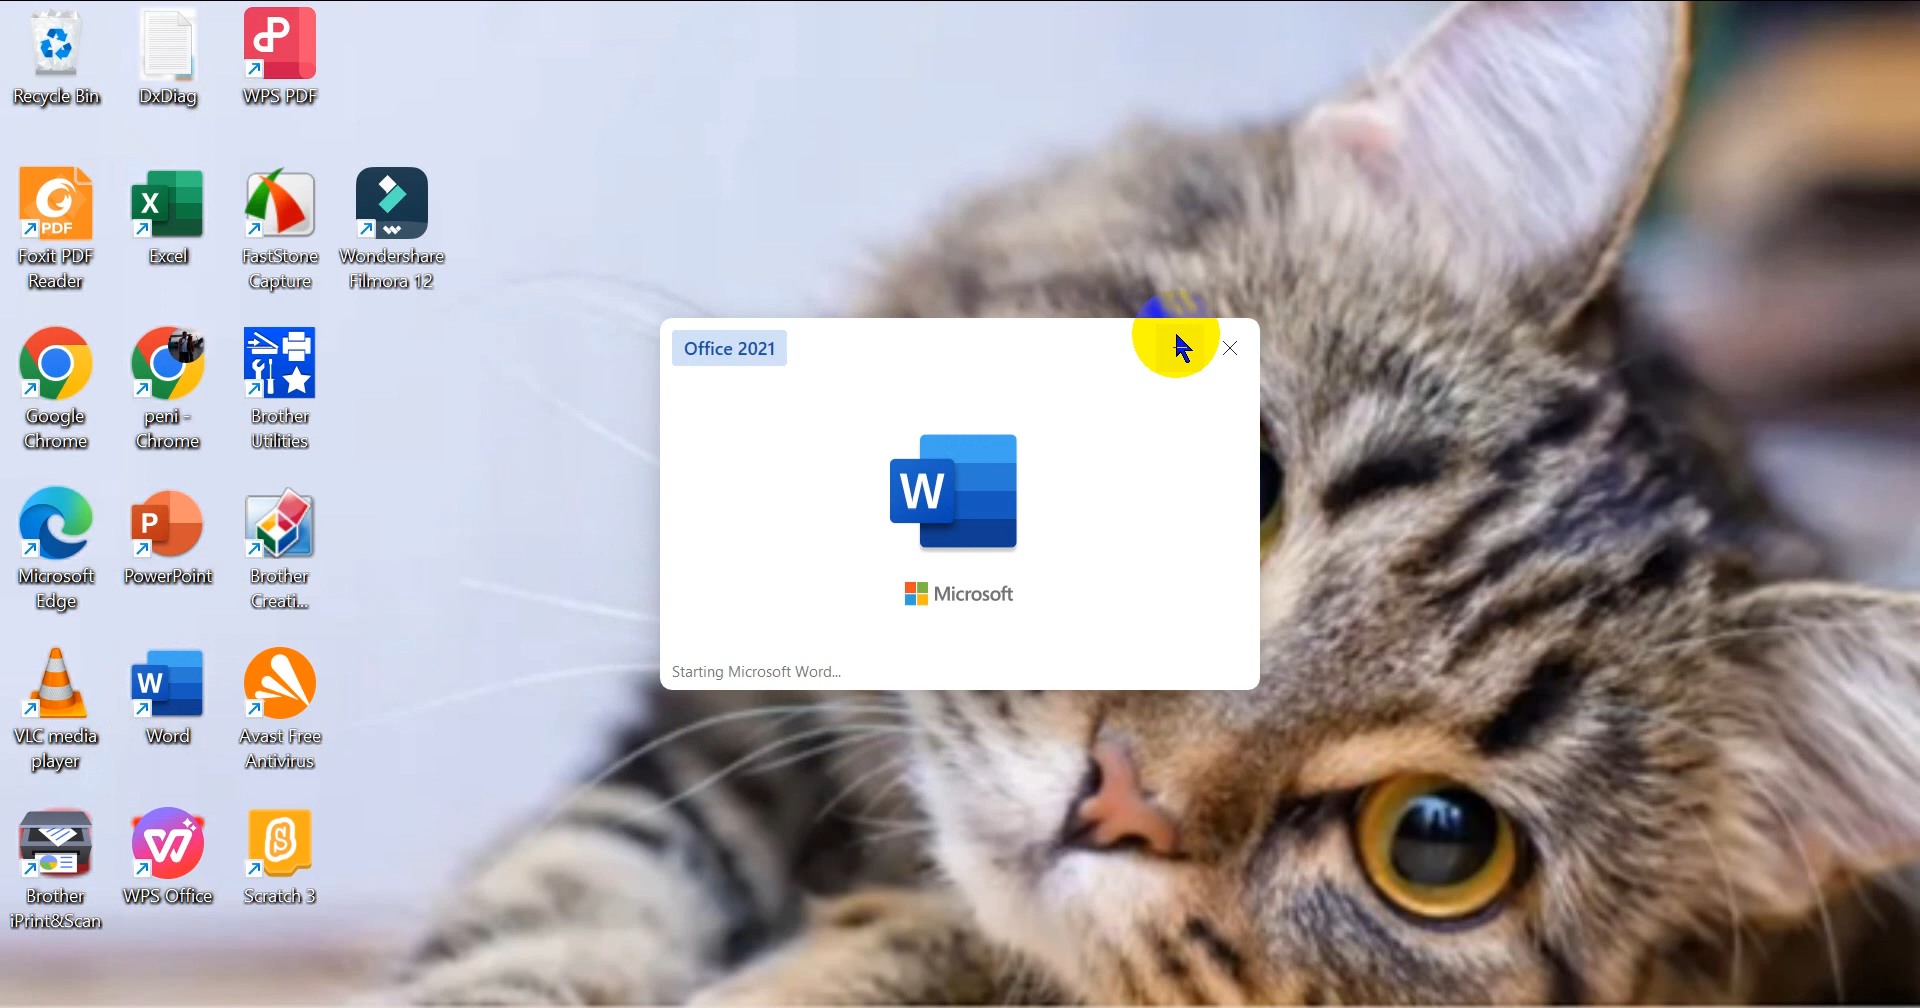 Recycle Bin
DxDiag
WPS PDF
PDF
Foxit PDF
Reader
X
Excel
FastStone
Capture
Wondershare
Filmora 12
Google
Chrome
peni -
Chrome
Brother
Utilities
Microsoft
Edge
P
PowerPoint
Brother
Creati...
VLC media
player
W
Word
Avast Free
Antivirus
Brother
iPrint&Scan
W
WPS Office
S
Scratch 3
Office 2021
W
Microsoft
Starting Microsoft Word...